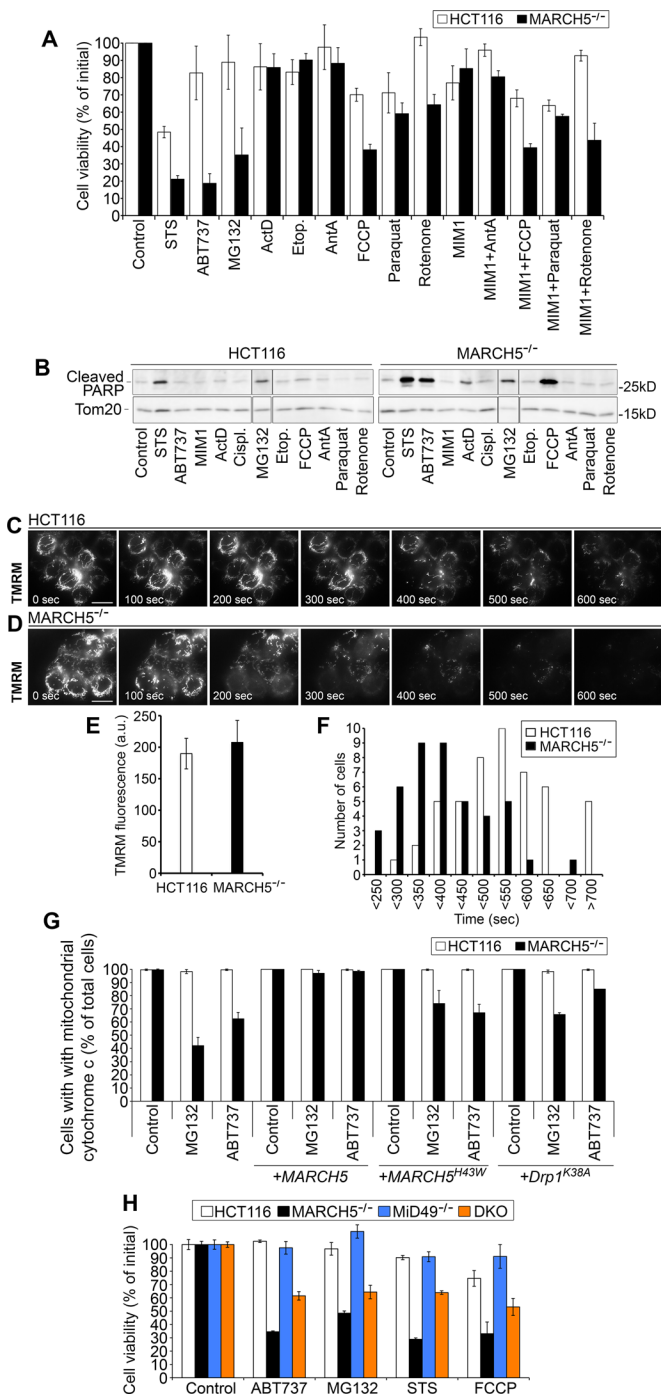 HCT116 MARCH5-/-
A
Cell viability (% of initial)
100
90
80
70
60
50
40
30
20
10
0
Control
STS
ABT737
MG132
ActD
Etop.
AntA
FCCP
Paraquat
Rotenone
MIM1
MIM1+AntA
MIM1+FCCP
MIM1+Paraquat
MIM1+Rotenone
B
HCT116 MARCH5-/-
Cleaved
PARP
-25kD
Tom20
-15kD
Control STS ABT737 MIM1 ActD Cispl. MG132 Etop. FCCP AntA Paraquat Rotenone
Control STS ABT737 MIM1 ActD Cispl. MG132 Etop. FCCP AntA Paraquat Rotenone
C HCT116
TMRM
0 sec 100 sec 200 sec 300 sec 400 sec 500 sec 600 sec
D MARCH5-/-
TMRM
0 sec 100 sec 200 sec 300 sec 400 sec 500 sec 600 sec
E
TMRM fluorescence (a.u.)
250
200
150
100
50
0
HCT116 MARCH5-/-
F
HCT116
MARCH5-/-
Number of cells
10
9
8
7
6
5
4
3
2
1
<250
<300
<350
<400
<450
<500
<550
<600
<650
<700
>700
Time (sec)
G
HCT116 MARCH5-/-
Cells with with mitochondrial
cytochrome c (% of total cells)
100
90
80
70
60
50
40
30
20
10
0
Control MG132 ABT737 Control MG132 ABT737 Control MG132 ABT737 Control MG132 ABT737
+MARCH5 +MARCH5H43W +Drp1K38A
H
HCT116 MARCH5-/- MiD49-/- DKO
Cell viability (% of initial)
100
90
80
70
60
50
40
30
20
10
0
Control ABT737 MG132 STS FCCP